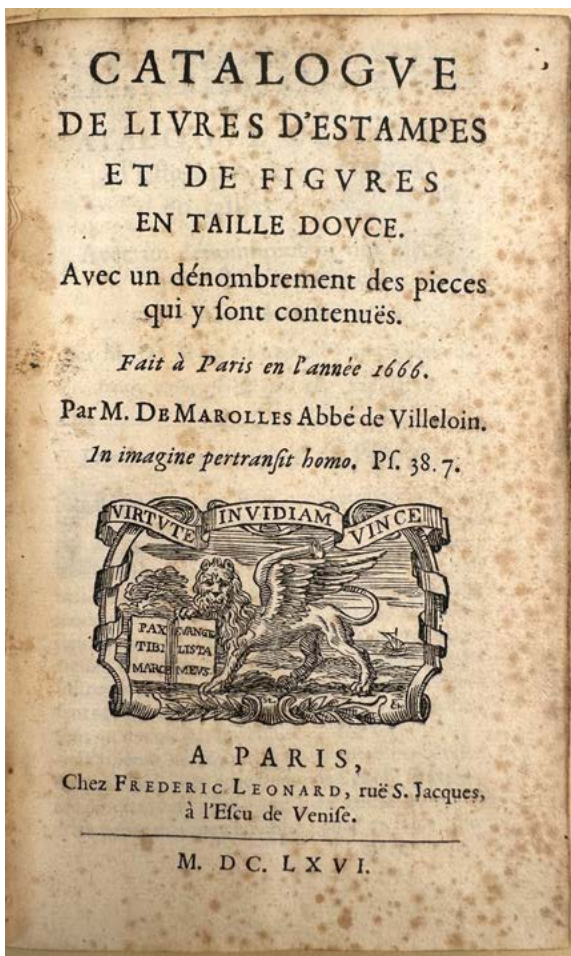 CATALOGVE
DE LIVRES D'ESTAMPES
ET DE FIGVRES
EN TAILLE DOVCE.
Avec un dénombrement des pieces
qui y ſont contenuës.
Fait à Paris en l'année 1666.
Par M. DE MAROLLES Abbé de Villeloin.
In imagine pertranſit homo. Pſ. 38. 7.
VIRTVTE INVIDIAM VINCE
PAX EVANGE
TIBI LISTA
MARCE MEVS
A PARIS,
Chez FREDERIC LEONARD, ruë S. Jacques,
à l'Eſcu de Veniſe.
M. DC. LXVI.